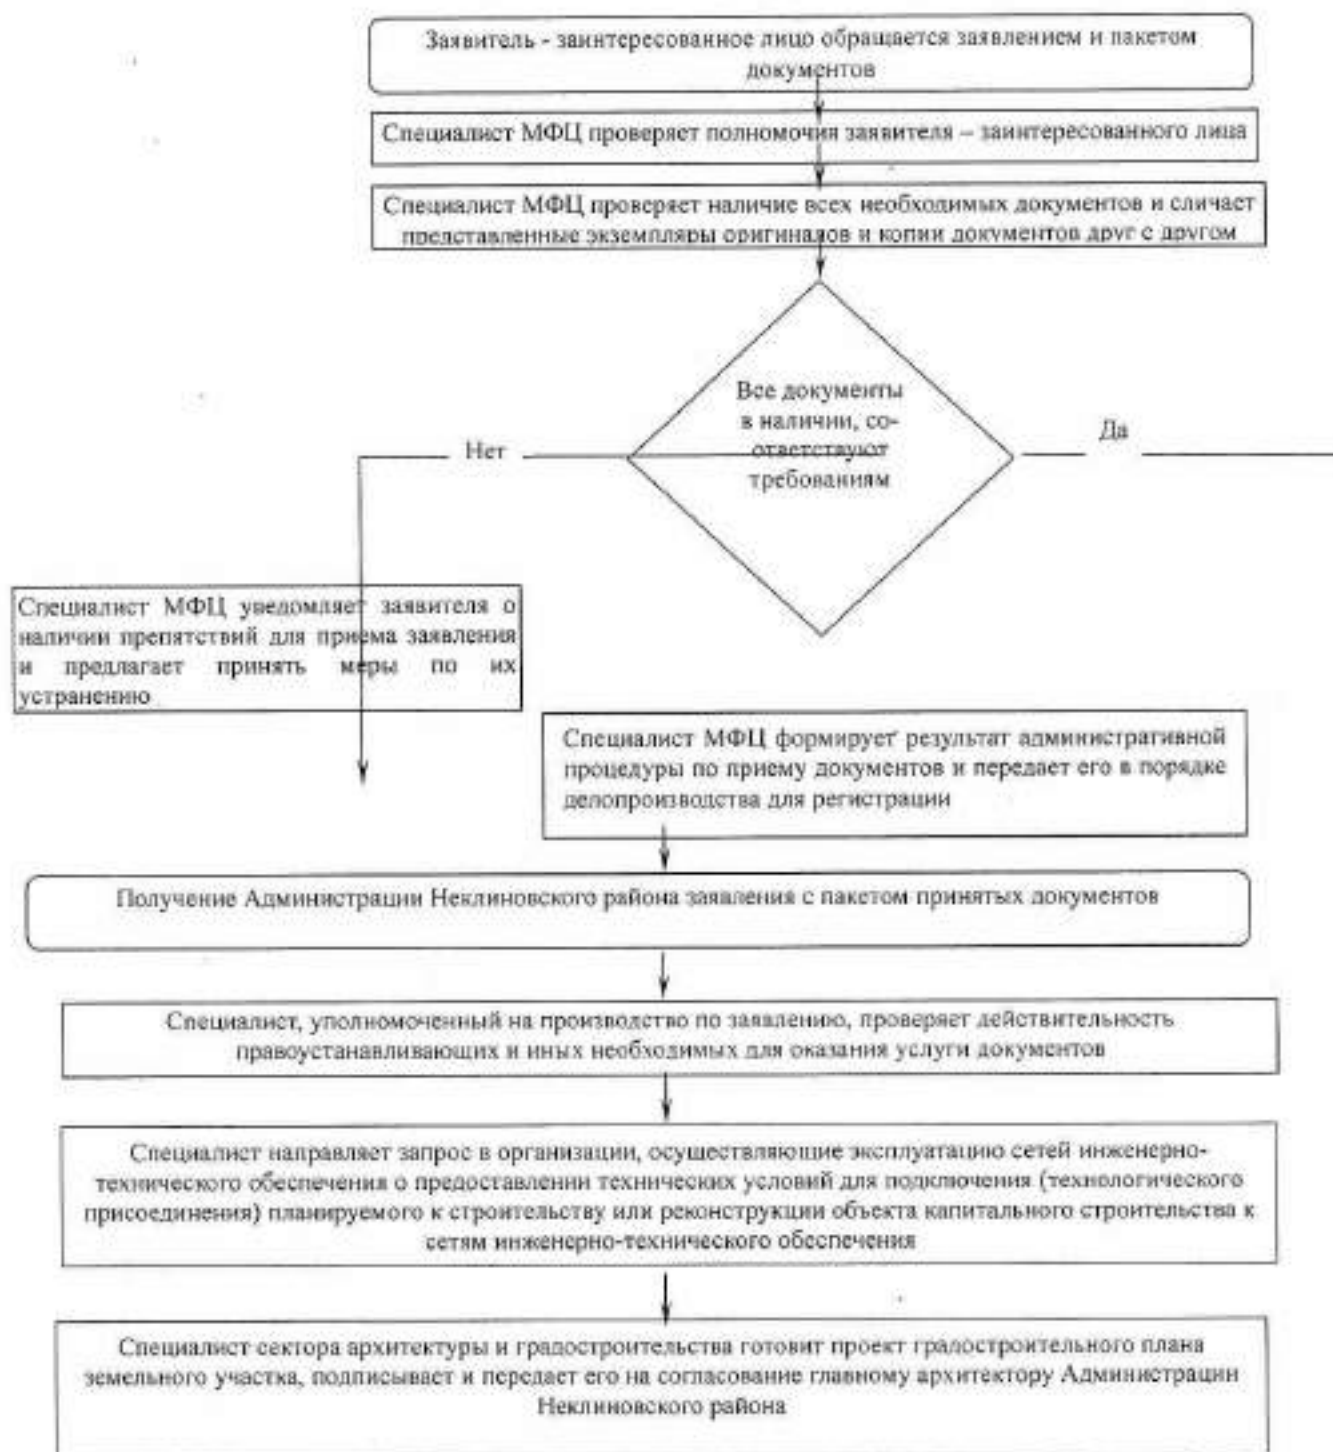 Заявитель - заинтересованное лицо обращается заявлением и пакетом
документов
Специалист МФЦ проверяет полномочия заявителя – заинтересованного лица
Специалист МФЦ проверяет наличие всех необходимых документов и сличает
представленные экземпляры оригиналов и копии документов друг с другом
Все документы
в наличии, со-
ответствуют
требованиям
Нет
Да
Специалист МФЦ уведомляет заявителя о
наличии препятствий для приема заявления
и предлагает принять меры по их
устранению
Специалист МФЦ формирует результат административной
процедуры по приему документов и передает его в порядке
делопроизводства для регистрации
Получение Администрации Неклиновского района заявления с пакетом принятых документов
Специалист, уполномоченный на производство по заявлению, проверяет действительность
правоустанавливающих и иных необходимых для оказания услуги документов
Специалист направляет запрос в организации, осуществляющие эксплуатацию сетей инженерно-
технического обеспечения о предоставлении технических условий для подключения (технологического
присоединения) планируемого к строительству или реконструкции объекта капитального строительства к
сетям инженерно-технического обеспечения
Специалист сектора архитектуры и градостроительства готовит проект градостроительного плана
земельного участка, подписывает и передает его на согласование главному архитектору Администрации
Неклиновского района